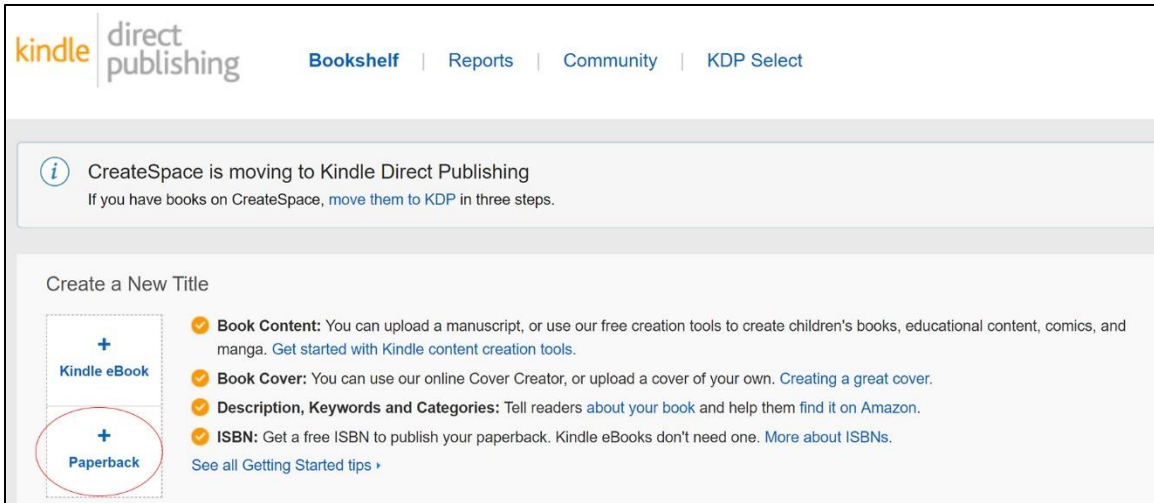 kindle direct publishing
Bookshelf | Reports | Community | KDP Select
CreateSpace is moving to Kindle Direct Publishing
If you have books on CreateSpace, move them to KDP in three steps.
Create a New Title
+
Kindle eBook
+
Paperback
Book Content: You can upload a manuscript, or use our free creation tools to create children's books, educational content, comics, and
manga. Get started with Kindle content creation tools.
Book Cover: You can use our online Cover Creator, or upload a cover of your own. Creating a great cover.
Description, Keywords and Categories: Tell readers about your book and help them find it on Amazon.
ISBN: Get a free ISBN to publish your paperback. Kindle eBooks don't need one. More about ISBNs.
See all Getting Started tips ▸